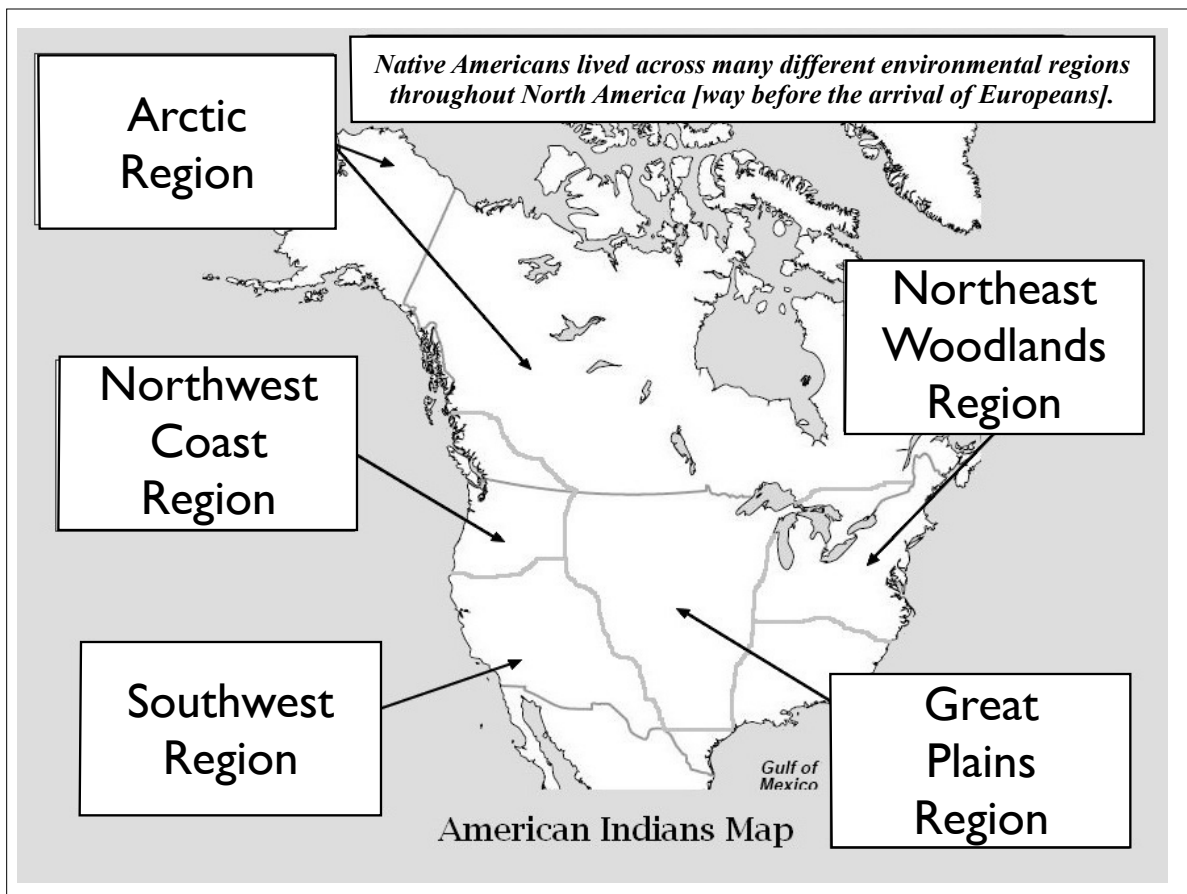 Native Americans lived across many different environmental regions
throughout North America [way before the arrival of Europeans].
Arctic
Region
Northeast
Woodlands
Region
Northwest
Coast
Region
Southwest
Region
Great
Plains
Region
Gulf of
Mexico
American Indians Map